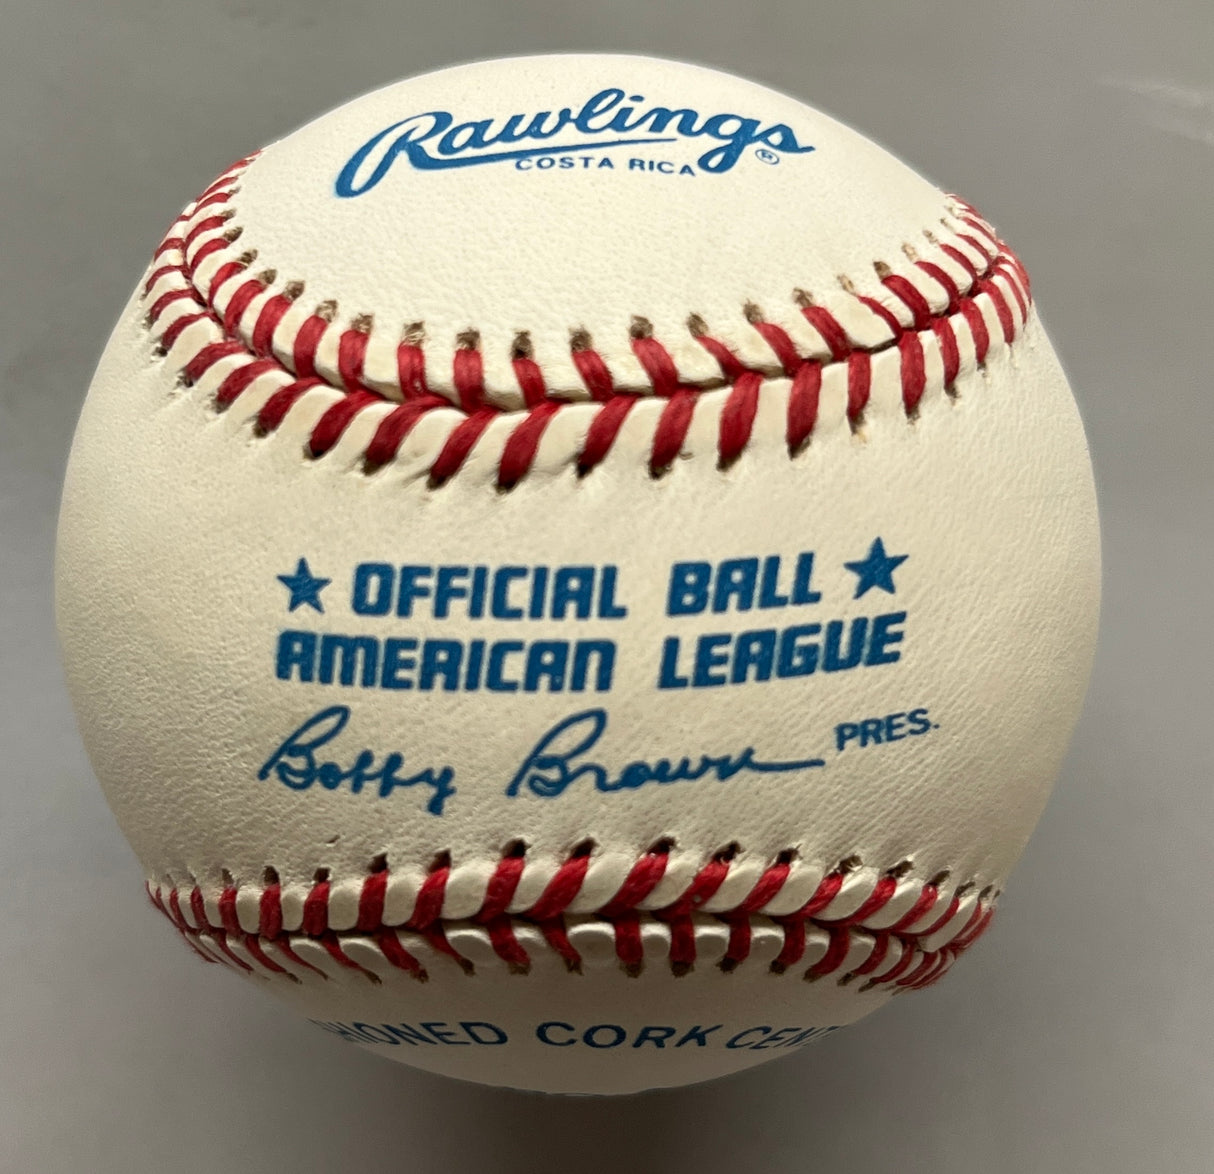 Rawlings®
COSTA RICA
★ OFFICIAL BALL ★
AMERICAN LEAGUE
Bobby Brown PRES.
CORK